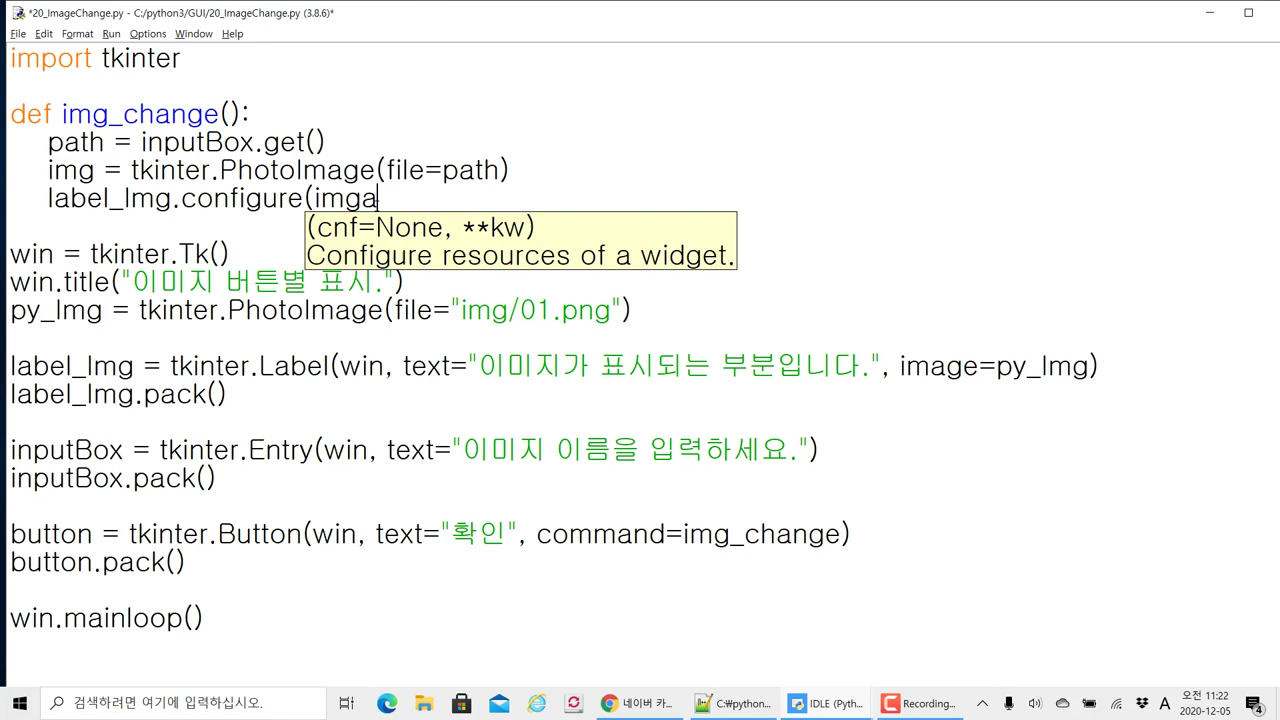 *20_ImageChange.py - C:/python3/GUI/20_ImageChange.py (3.8.6)*
File Edit Format Run Options Window Help
import tkinter
def img_change():
path = inputBox.get()
img = tkinter.PhotoImage(file=path)
label_Img.configure(imga
(cnf=None, **kw)
Configure resources of a widget.
win = tkinter.Tk()
win.title("이미지 버튼별 표시.")
py_Img = tkinter.PhotoImage(file="img/01.png")
label_Img = tkinter.Label(win, text="이미지가 표시되는 부분입니다.", image=py_Img)
label_Img.pack()
inputBox = tkinter.Entry(win, text="이미지 이름을 입력하세요.")
inputBox.pack()
button = tkinter.Button(win, text="확인", command=img_change)
button.pack()
win.mainloop()
검색하려면 여기에 입력하십시오. 네이버 카... C:\python... IDLE (Pyth... Recording... A 오전 11:22
2020-12-05 4